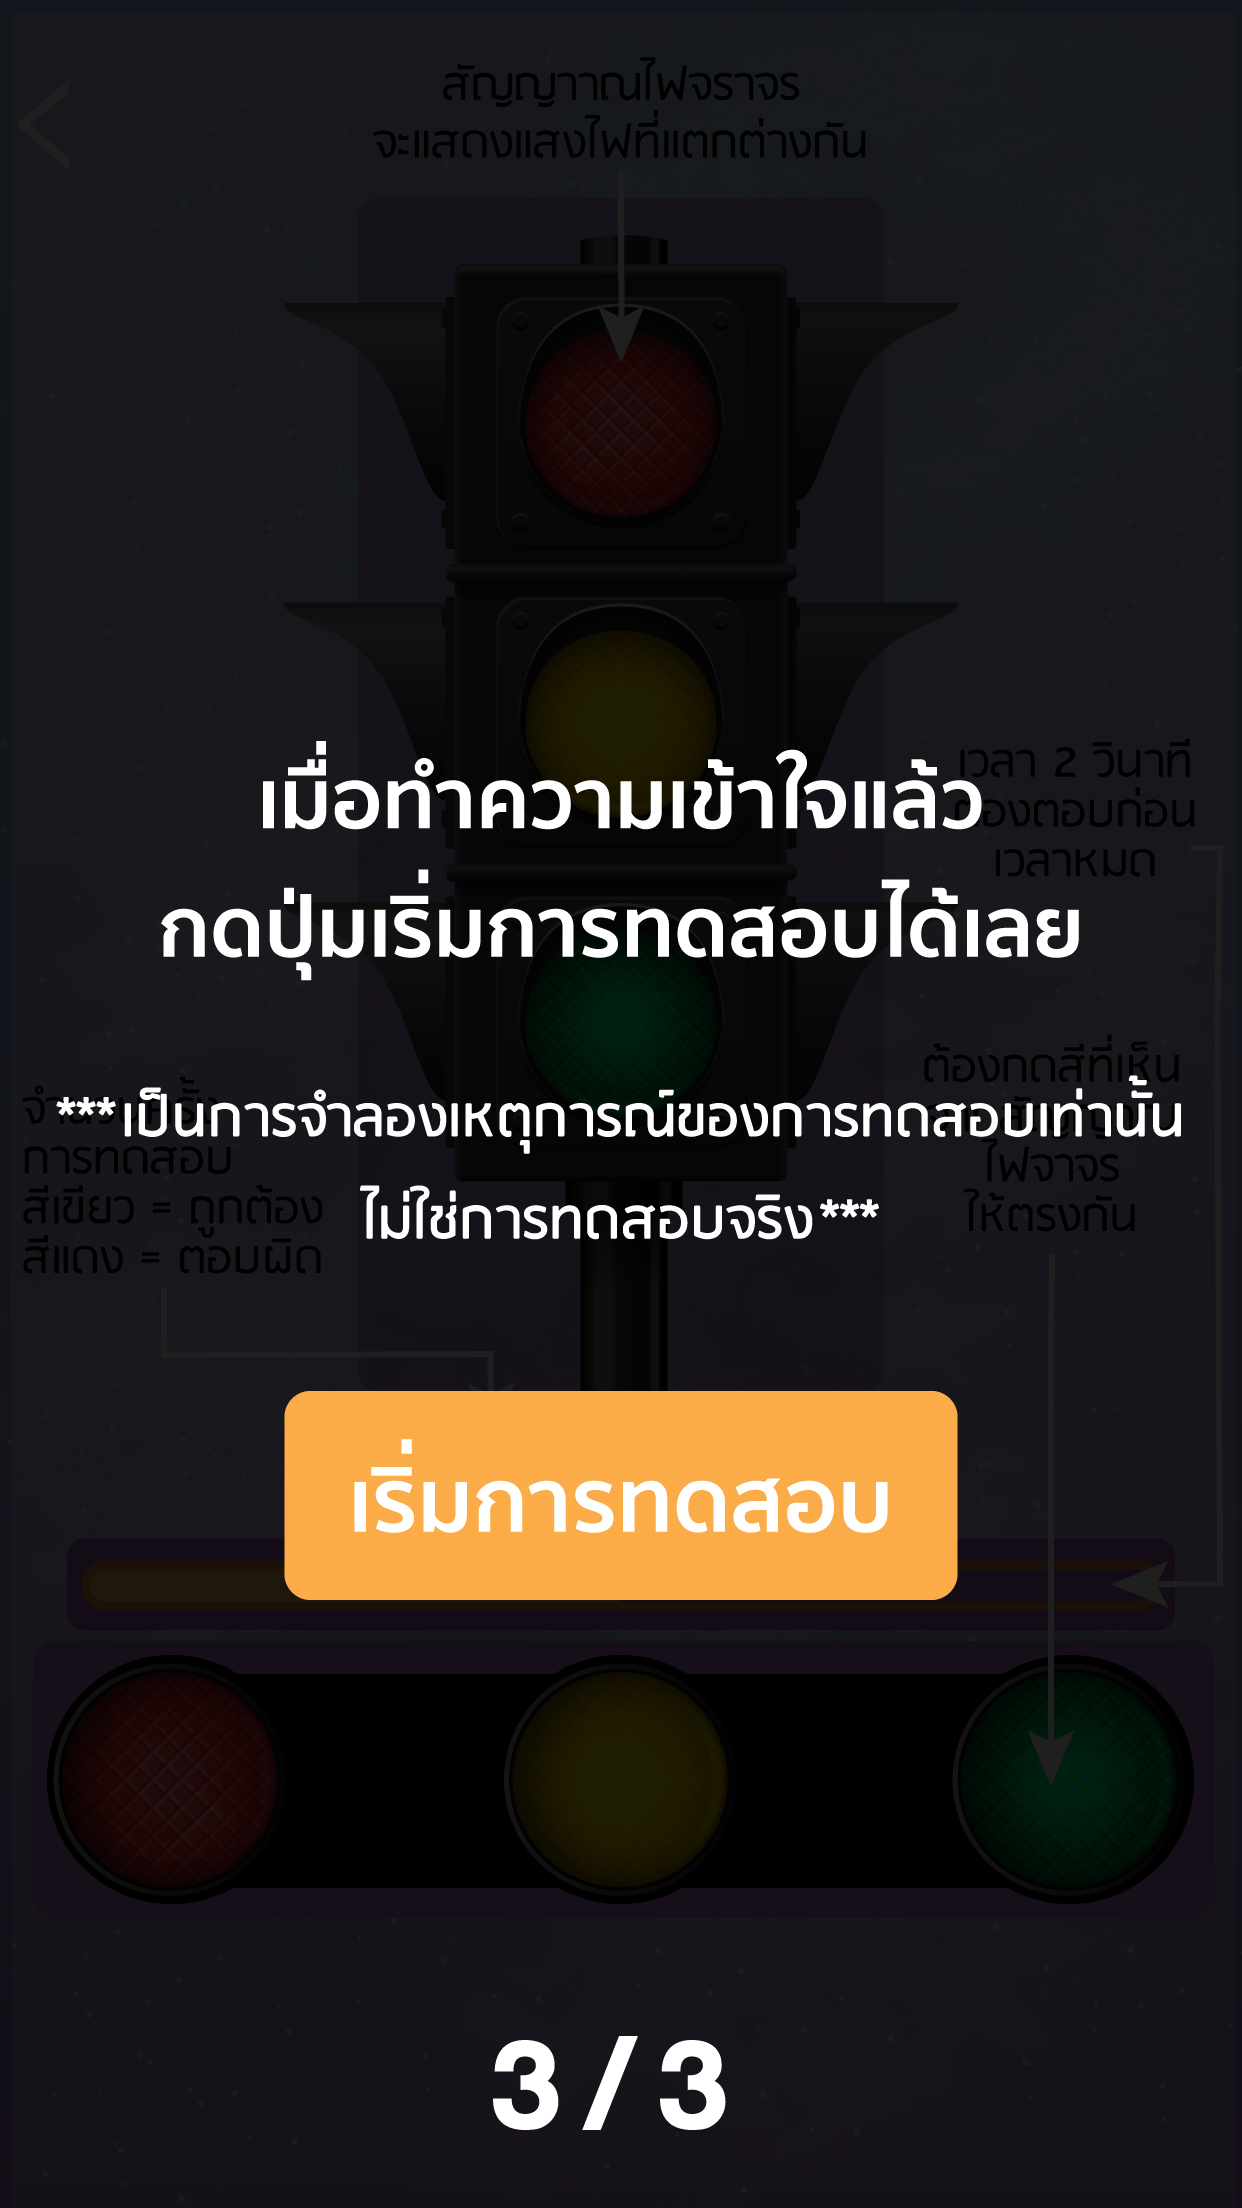 สัญญาาณไฟจราจร
จะแสดงแสงไฟที่แตกต่างกัน
เวลา 2 วินาที
ต้องตอบก่อน
เวลาหมด
เมื่อทำความเข้าใจแล้ว
กดปุ่มเริ่มการทดสอบได้เลย
ต้องกดสีที่เห็น
ไฟจาจร
ให้ตรงกัน
จำนวนครั้ง
การทดสอบ
สีเขียว = ถูกต้อง
สีแดง = ตอบผิด
***เป็นการจำลองเหตุการณ์ของการทดสอบเท่านั้น
ไม่ใช่การทดสอบจริง***
เริ่มการทดสอบ
3 / 3